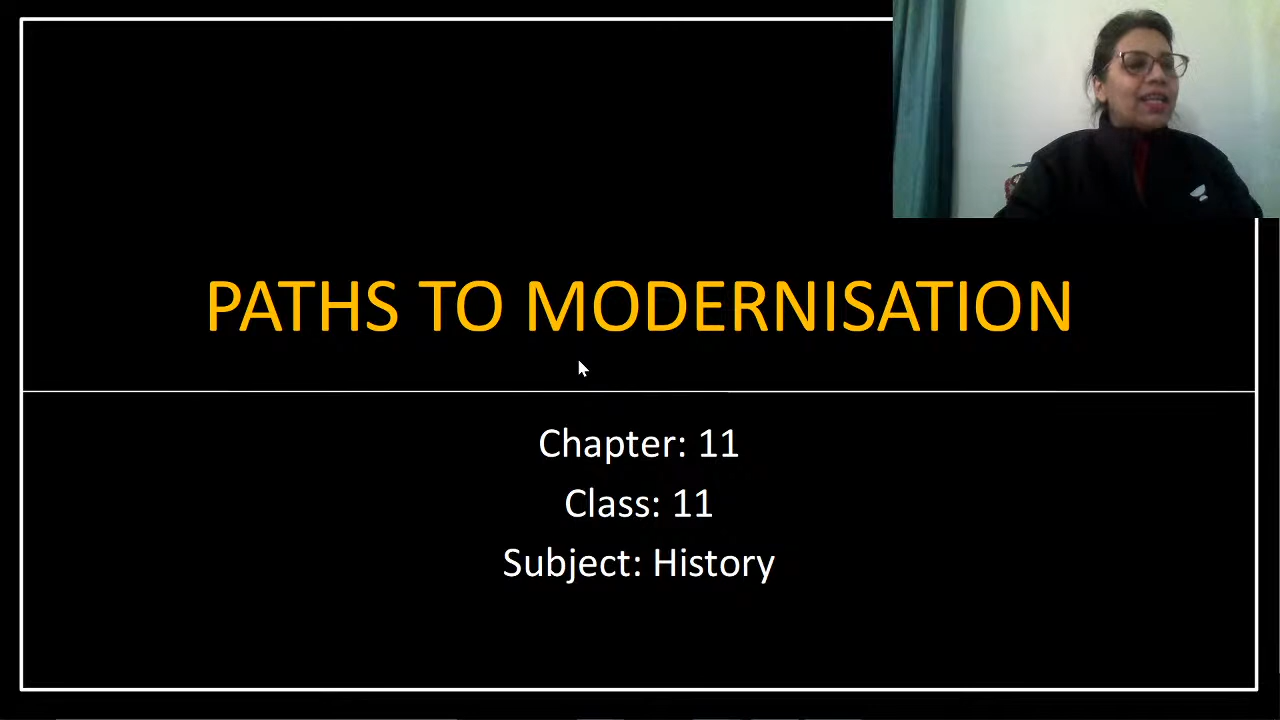 PATHS TO MODERNISATION
Chapter: 11
Class: 11
Subject: History